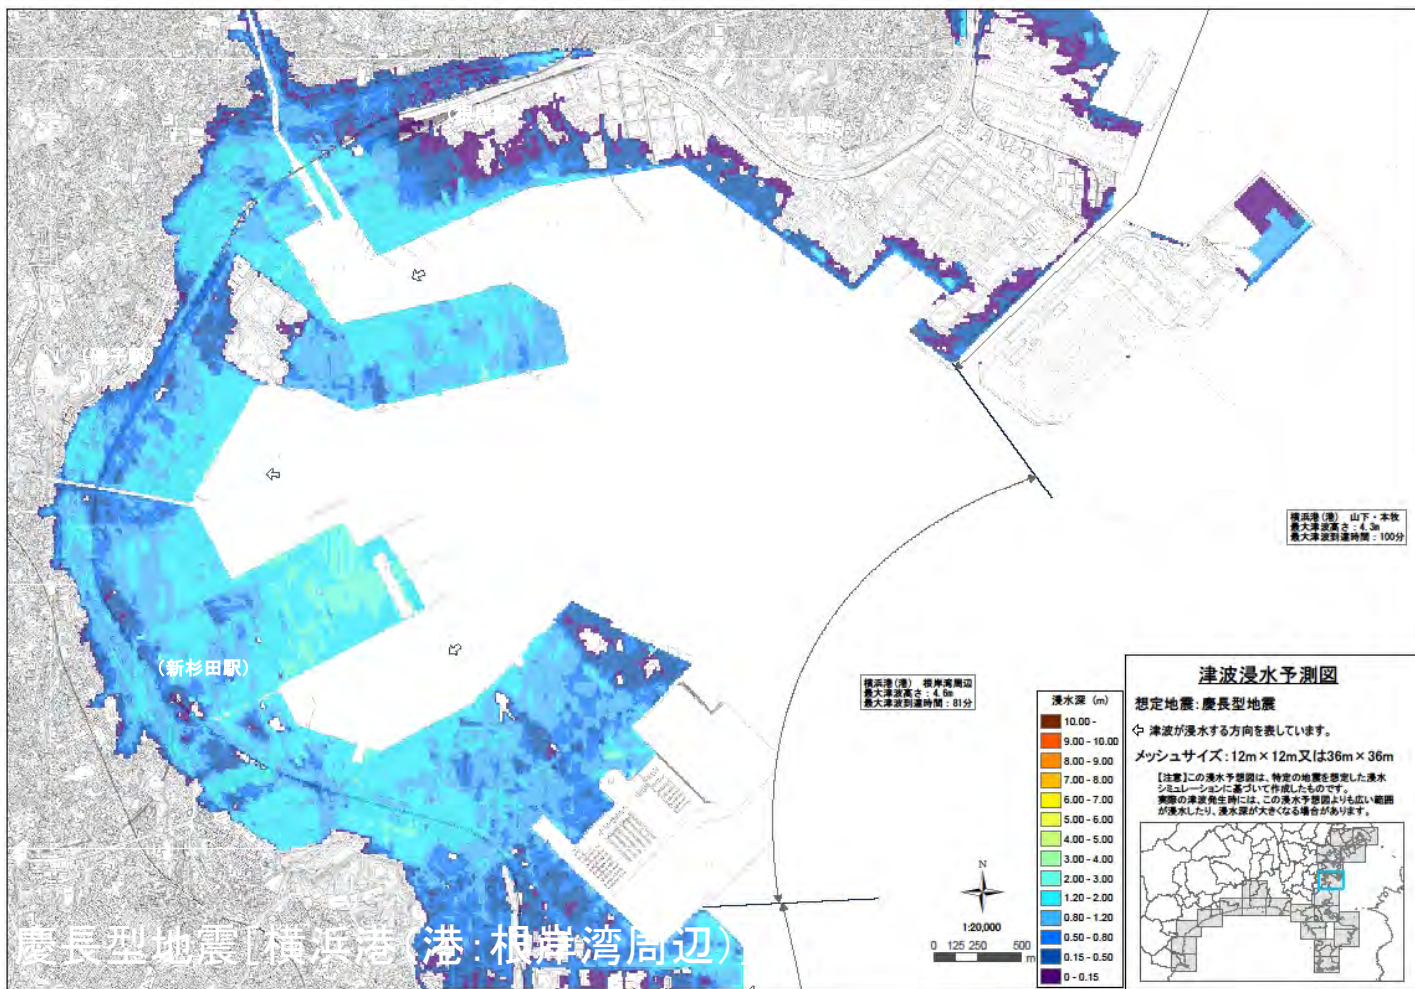 (新杉田駅)
横浜港(港) 山下・本牧
最大津波高さ:4.3m
最大津波到達時間:100分
横浜港(港) 根岸湾周辺
最大津波高さ:4.6m
最大津波到達時間:81分
浸水深 (m)
10.00 -
9.00 - 10.00
8.00 - 9.00
7.00 - 8.00
6.00 - 7.00
5.00 - 6.00
4.00 - 5.00
3.00 - 4.00
2.00 - 3.00
1.20 - 2.00
0.80 - 1.20
0.50 - 0.80
0.15 - 0.50
0 - 0.15
N
1:20,000
0 125 250 500
m
津波浸水予測図
想定地震:慶長型地震
津波が浸水する方向を表しています。
メッシュサイズ:12m×12m又は36m×36m
【注意】この浸水予想図は、特定の地震を想定した浸水
シミュレーションに基づいて作成したものです。
実際の津波発生時には、この浸水予想図よりも広い範囲
が浸水したり、浸水深が大きくなる場合があります。
慶長型地震[横浜港(港:根岸湾周辺)